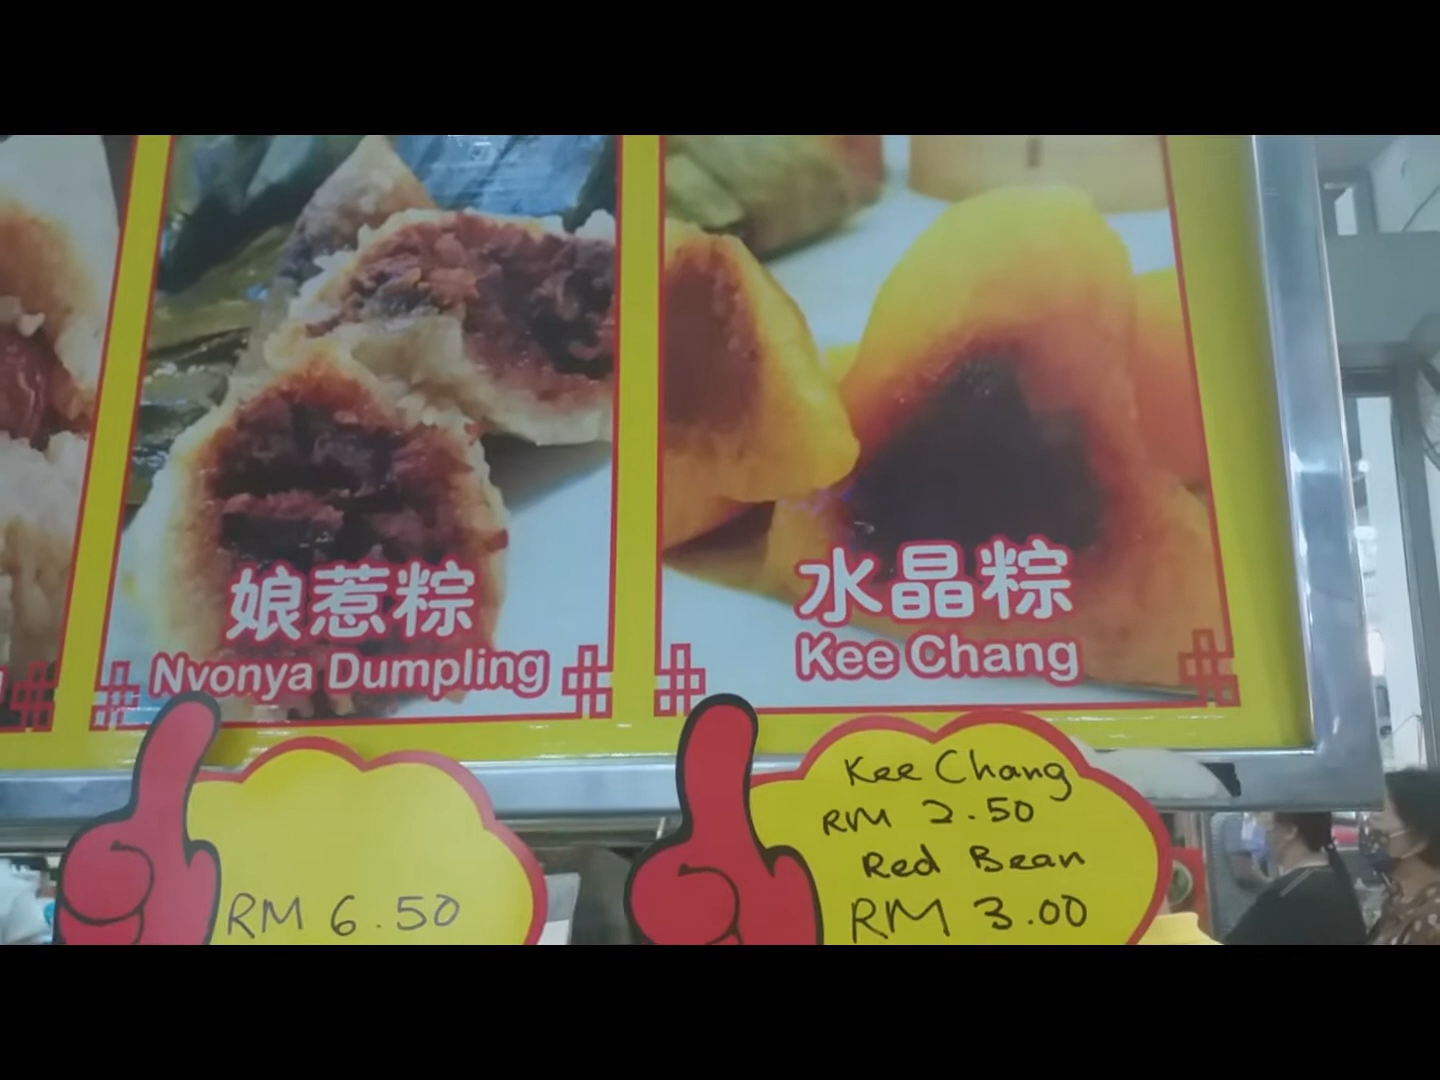 娘惹粽
Nyonya Dumpling
RM 6.50
水晶粽
Kee Chang
Kee Chang
RM 2.50
Red Bean
RM 3.00